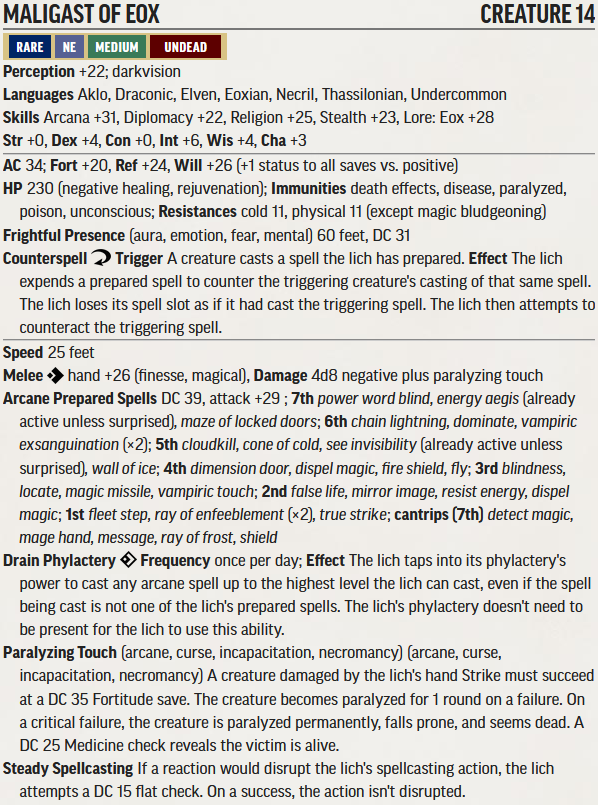 MALIGAST OF EOX CREATURE 14
RARE NE MEDIUM UNDEAD
Perception +22; darkvision
Languages Aklo, Draconic, Elven, Eoxian, Necril, Thassilonian, Undercommon
Skills Arcana +31, Diplomacy +22, Religion +25, Stealth +23, Lore: Eox +28
Str +0, Dex +4, Con +0, Int +6, Wis +4, Cha +3
AC 34; Fort +20, Ref +24, Will +26 (+1 status to all saves vs. positive)
HP 230 (negative healing, rejuvenation); Immunities death effects, disease, paralyzed,
poison, unconscious; Resistances cold 11, physical 11 (except magic bludgeoning)
Frightful Presence (aura, emotion, fear, mental) 60 feet, DC 31
Counterspell Trigger A creature casts a spell the lich has prepared. Effect The lich
expends a prepared spell to counter the triggering creature's casting of that same spell.
The lich loses its spell slot as if it had cast the triggering spell. The lich then attempts to
counteract the triggering spell.
Speed 25 feet
Melee hand +26 (finesse, magical), Damage 4d8 negative plus paralyzing touch
Arcane Prepared Spells DC 39, attack +29 ; 7th power word blind, energy aegis (already
active unless surprised), maze of locked doors; 6th chain lightning, dominate, vampiric
exsanguination (×2); 5th cloudkill, cone of cold, see invisibility (already active unless
surprised), wall of ice; 4th dimension door, dispel magic, fire shield, fly; 3rd blindness,
locate, magic missile, vampiric touch; 2nd false life, mirror image, resist energy, dispel
magic; 1st fleet step, ray of enfeeblement (×2), true strike; cantrips (7th) detect magic,
mage hand, message, ray of frost, shield
Drain Phylactery Frequency once per day; Effect The lich taps into its phylactery's
power to cast any arcane spell up to the highest level the lich can cast, even if the spell
being cast is not one of the lich's prepared spells. The lich's phylactery doesn't need to
be present for the lich to use this ability.
Paralyzing Touch (arcane, curse, incapacitation, necromancy) (arcane, curse,
incapacitation, necromancy) A creature damaged by the lich's hand Strike must succeed
at a DC 35 Fortitude save. The creature becomes paralyzed for 1 round on a failure. On
a critical failure, the creature is paralyzed permanently, falls prone, and seems dead. A
DC 25 Medicine check reveals the victim is alive.
Steady Spellcasting If a reaction would disrupt the lich's spellcasting action, the lich
attempts a DC 15 flat check. On a success, the action isn't disrupted.